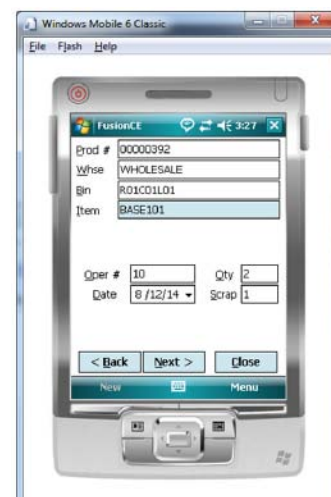 Windows Mobile 6 Classic
File Flash Help
FusionCE 3:27
Prod # 00000392
Whse WHOLESALE
Bin R01C01L01
Item BASE101
Oper # 10 Qty 2
Date 8 /12/14 Scrap 1
< Back Next > Close
New Menu